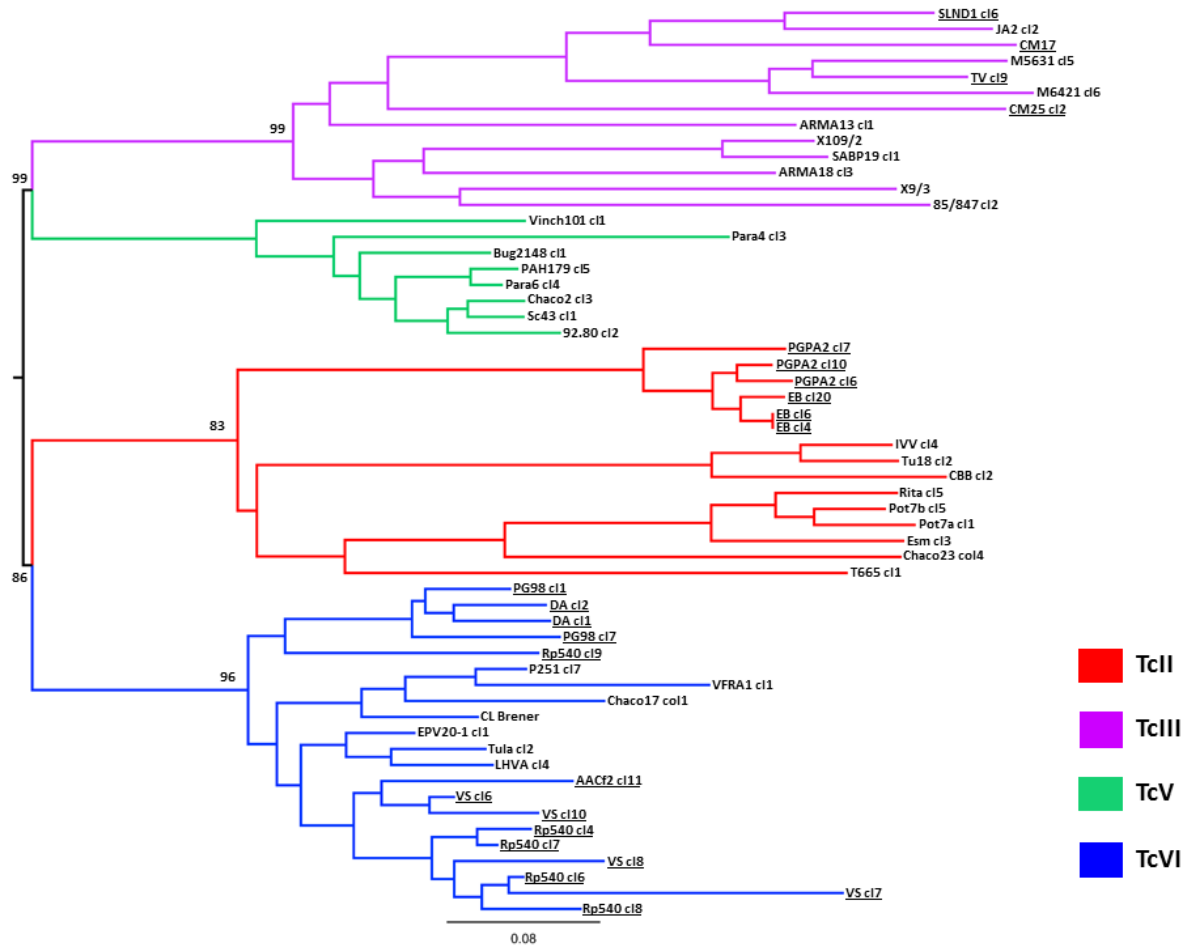 SLND1 cl6
JA2 cl2
CM17
M5631 cl5
TV cl9
M6421 cl6
CM25 cl2
99
ARMA13 cl1
X109/2
SABP19 cl1
ARMA18 cl3
99
X9/3
85/847 cl2
Vinch101 cl1
Para4 cl3
Bug2148 cl1
PAH179 cl5
Para6 cl4
Chaco2 cl3
Sc43 cl1
92.80 cl2
PGPA2 cl7
PGPA2 cl10
PGPA2 cl6
EB cl20
EB cl6
EB cl4
83
IVV cl4
Tu18 cl2
CBB cl2
Rita cl5
Pot7b cl5
Pot7a cl1
Esm cl3
Chaco23 col4
T665 cl1
86
PG98 cl1
DA cl2
DA cl1
PG98 cl7
Rp540 cl9
P251 cl7
96
VFRA1 cl1
Chaco17 col1
CL Brener
EPV20-1 cl1
Tula cl2
LHVA cl4
AACf2 cl11
VS cl6
VS cl10
Rp540 cl4
Rp540 cl7
VS cl8
Rp540 cl6
VS cl7
Rp540 cl8
0.08
TcII
TcIII
TcV
TcVI